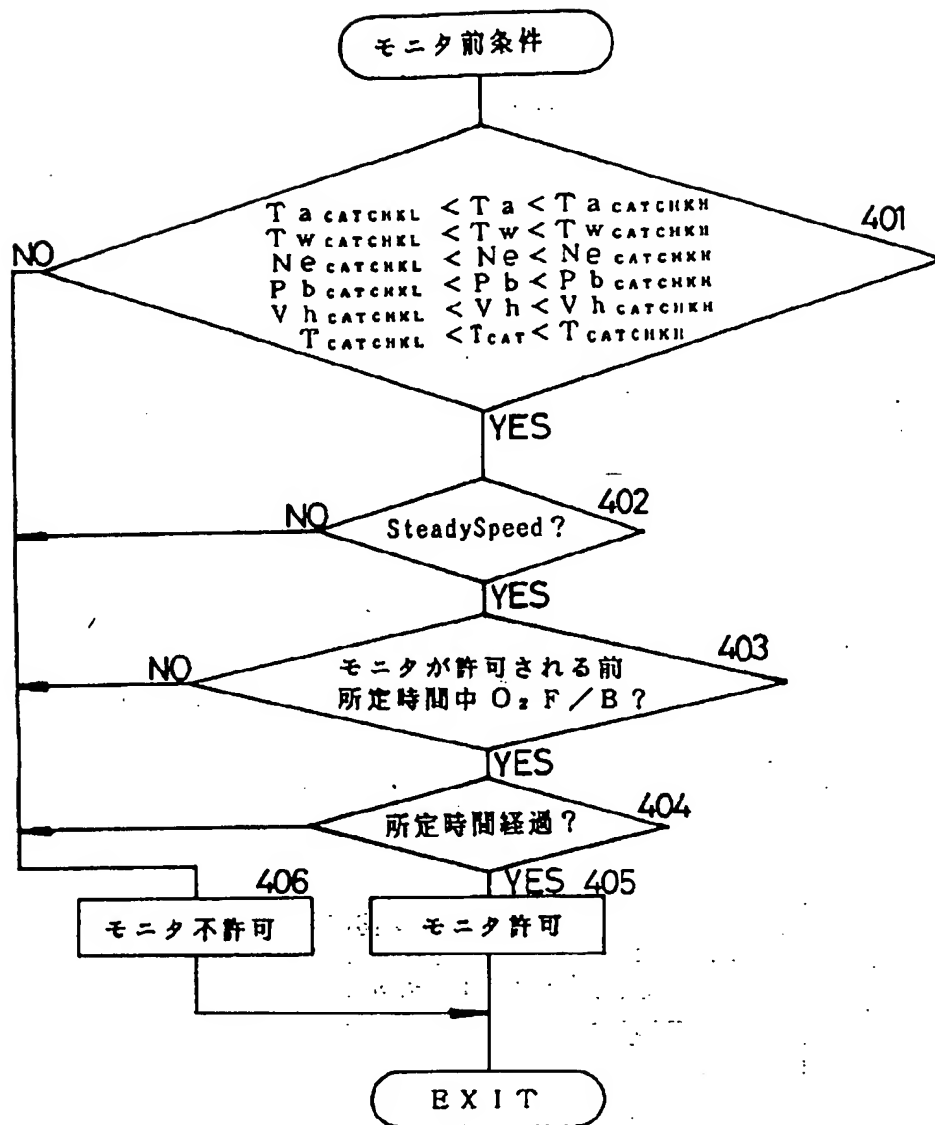 モニタ前条件
Ta CATCHKL < Ta < Ta CATCHKH
401
Tw CATCHKL < Tw < Tw CATCHKH
NO
Ne CATCHKL < Ne < Ne CATCHKH
Pb CATCHKL < Pb < Pb CATCHKH
Vh CATCHKL < Vh < Vh CATCHKH
T CATCHKL < TCAT < T CATCHKH
YES
402
NO
SteadySpeed?
YES
403
NO
モニタが許可される前
所定時間中O₂F/B?
YES
404
所定時間経過?
YES 405
406
モニタ不許可
モニタ許可
EXIT